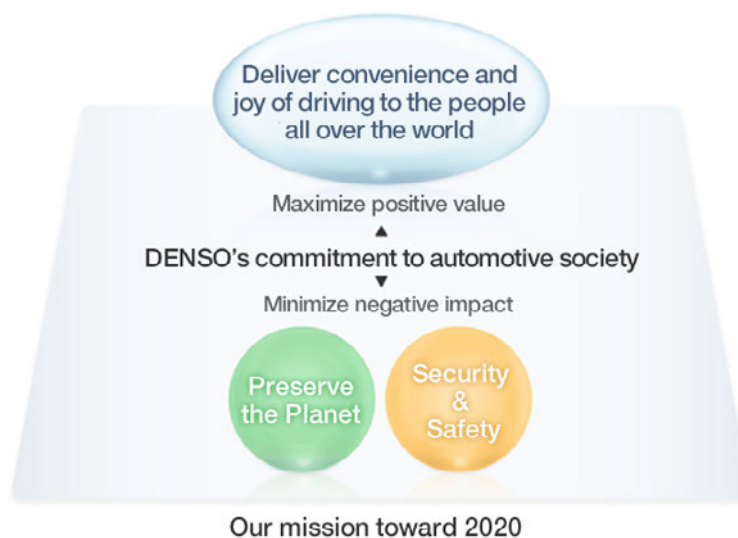 Deliver convenience and
joy of driving to the people
all over the world
Maximize positive value
▲
DENSO's commitment to automotive society
▼
Minimize negative impact
Preserve
the Planet
Security
&
Safety
Our mission toward 2020